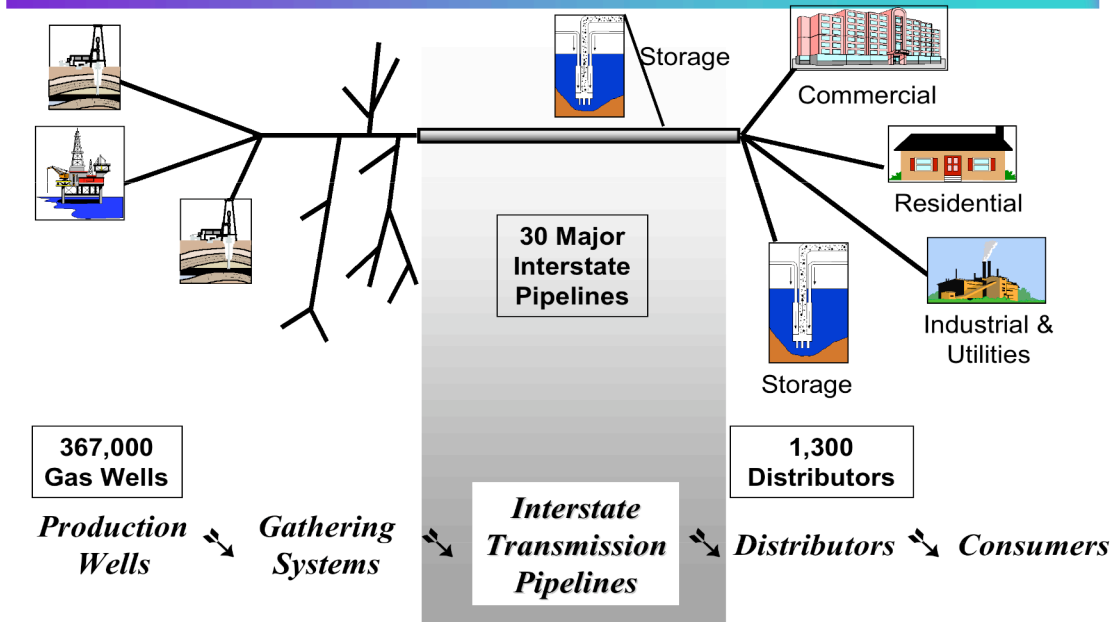 Storage
Commercial
Residential
30 Major
Interstate
Pipelines
Industrial &
Utilities
Storage
367,000
Gas Wells
1,300
Distributors
Production
Wells
Gathering
Systems
Interstate
Transmission
Pipelines
Distributors
Consumers